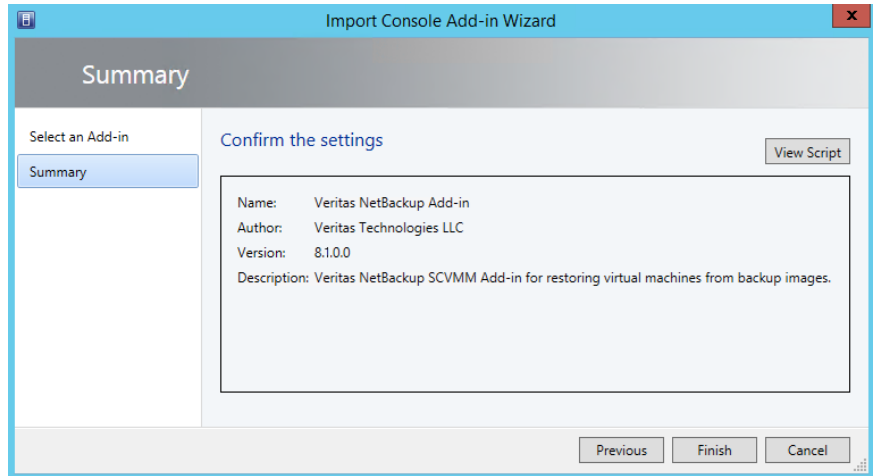 Import Console Add-in Wizard
x
Summary
Select an Add-in
Summary
Confirm the settings
View Script
Name: Veritas NetBackup Add-in
Author: Veritas Technologies LLC
Version: 8.1.0.0
Description: Veritas NetBackup SCVMM Add-in for restoring virtual machines from backup images.
Previous Finish Cancel